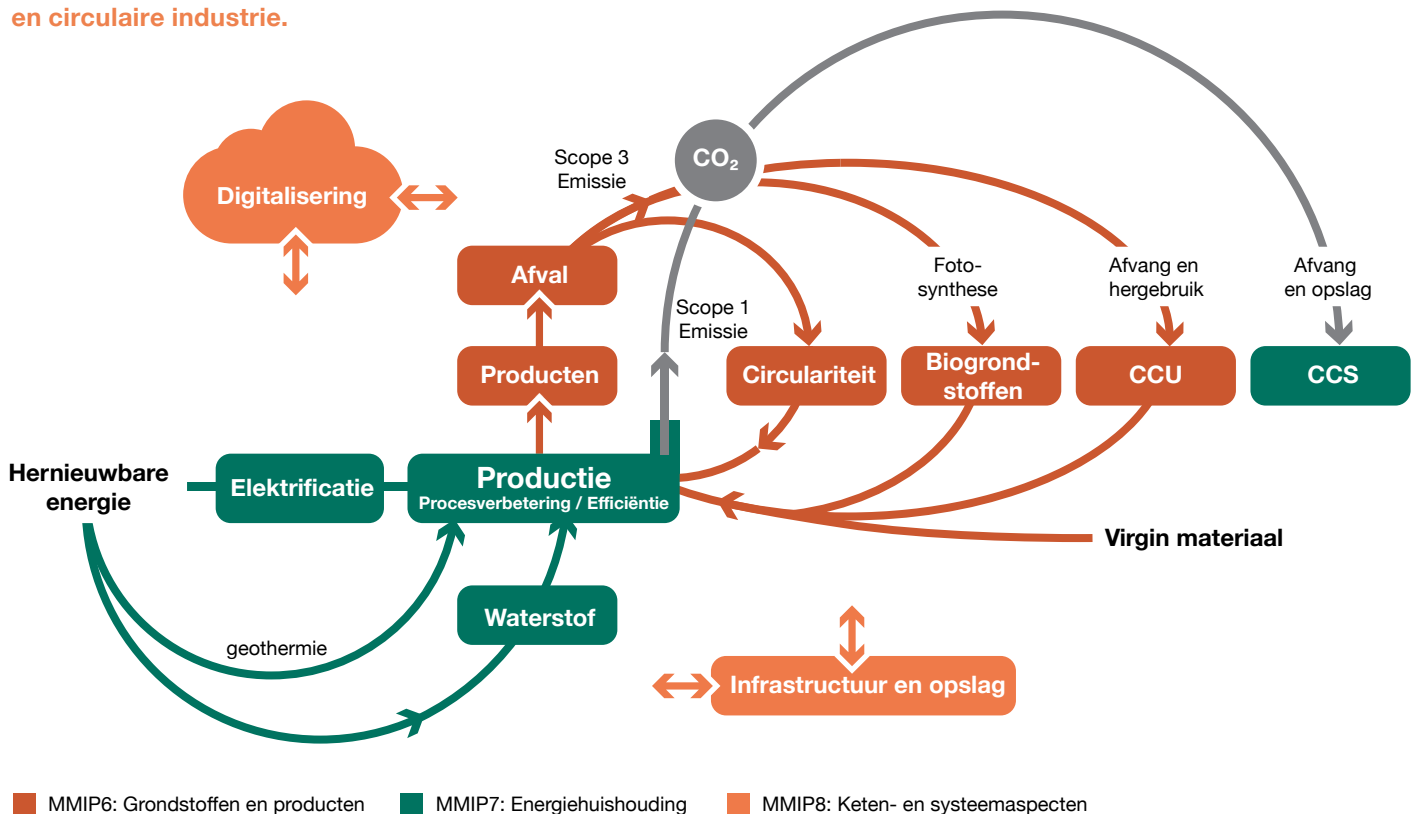 en circulaire industrie.
CO₂
Scope 3
Emissie
Digitalisering
Afval
Foto-
synthese
Afvang en
hergebruik
Afvang
en opslag
Scope 1
Emissie
Producten
Circulariteit
Biogrond-
stoffen
CCU
CCS
Hernieuwbare
energie
Elektrificatie
Productie
Procesverbetering / Efficiëntie
Virgin materiaal
Waterstof
geothermie
Infrastructuur en opslag
MMIP6: Grondstoffen en producten
MMIP7: Energiehuishouding
MMIP8: Keten- en systeemaspecten